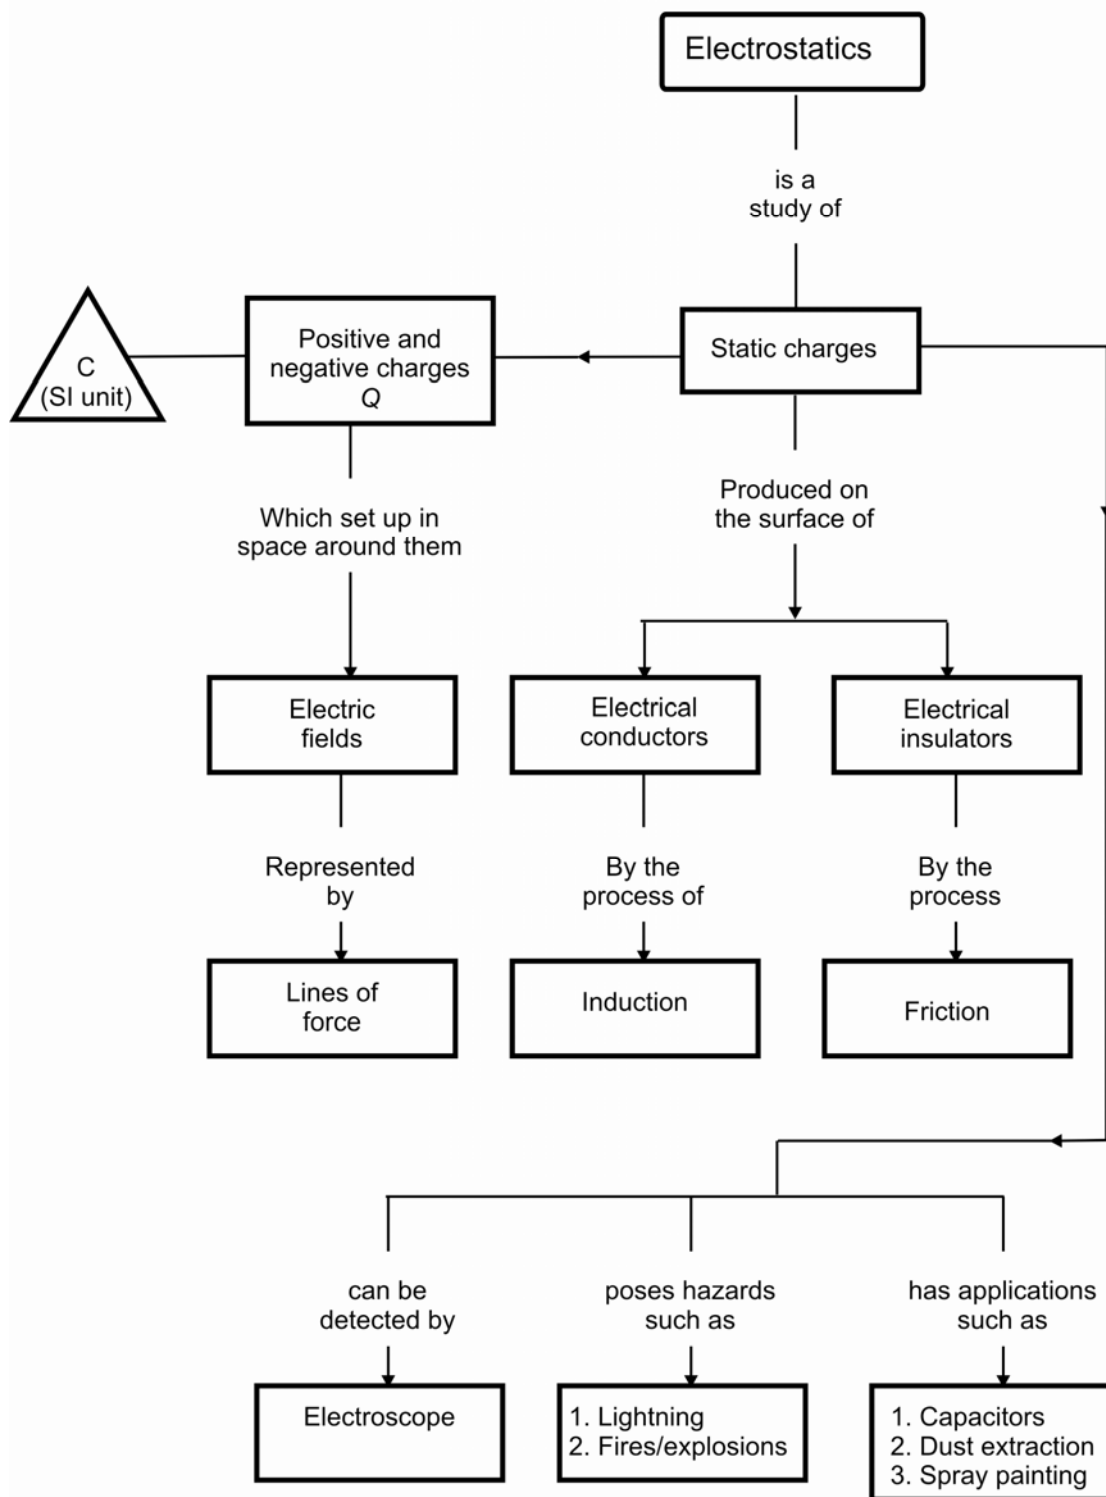 Electrostatics
is a
study of
C
(SI unit)
Positive and
negative charges
Q
Static charges
Which set up in
space around them
Produced on
the surface of
Electric
fields
Electrical
conductors
Electrical
insulators
Represented
by
By the
process of
By the
process
Lines of
force
Induction
Friction
can be
detected by
poses hazards
such as
has applications
such as
Electroscope
1. Lightning
2. Fires/explosions
1. Capacitors
2. Dust extraction
3. Spray painting